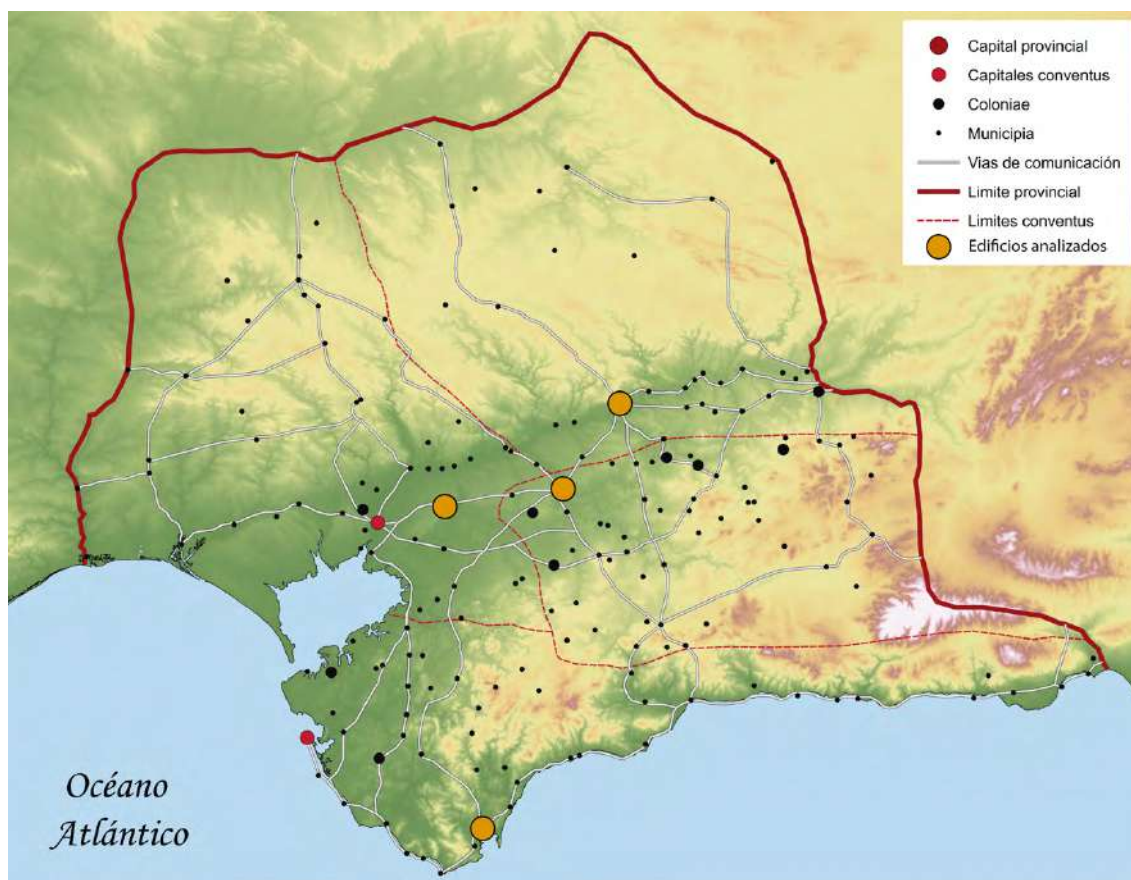 Capital provincial
Capitales conventus
Coloniae
Municipia
Vias de comunicación
Limite provincial
Limites conventus
Edificios analizados
Océano
Atlántico